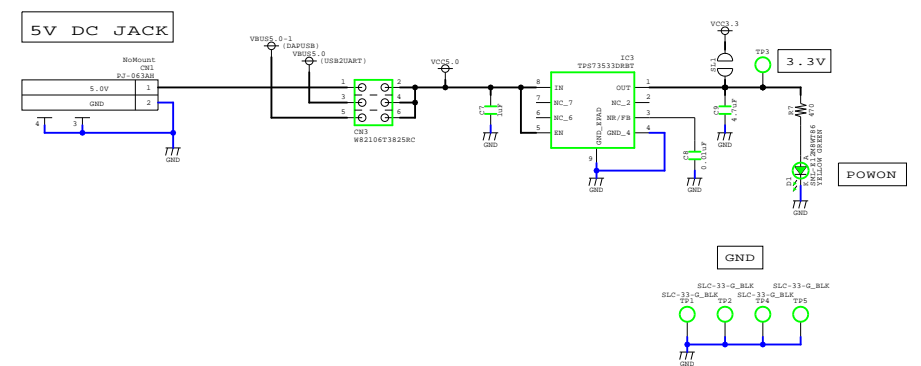 5V DC JACK
NoMount
CN1
PJ-063AH
5.0V 1
GND 2
4 3
GND
VBUS5.0-1
(DAPUSB)
VBUS5.0
(USB2UART)
1 2
3 4
5 6
CN3
W82106T3825RC
VCC5.0
C7
1uF
GND
IC3
TPS73533DRBT
8 IN OUT 1
7 NC_7 NC_2 2
6 NC_6 NR/FB 3
5 EN GND_4 4
GND_EPAD
9
GND
C8
0.01uF
GND
VCC3.3
SL1
C9
4.7uF
GND
TP3
3.3V
R7
470
D1
A
K
SML-E12M8WT86
YELLOW GREEN
GND
POWON
GND
SLC-33-G_BLK SLC-33-G_BLK
SLC-33-G_BLK SLC-33-G_BLK
TP1 TP2 TP4 TP5
GND